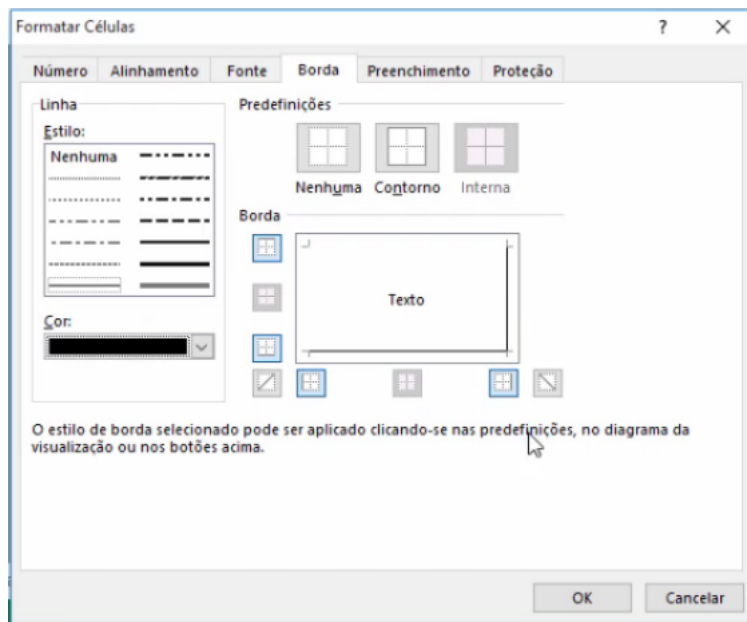 Formatar Células
?
Número Alinhamento Fonte Borda Preenchimento Proteção
Linha
Estilo:
Nenhuma
Cor:
Predefinições
Nenhuma Contorno Interna
Borda
Texto
O estilo de borda selecionado pode ser aplicado clicando-se nas predefinições, no diagrama da
visualização ou nos botões acima.
OK Cancelar